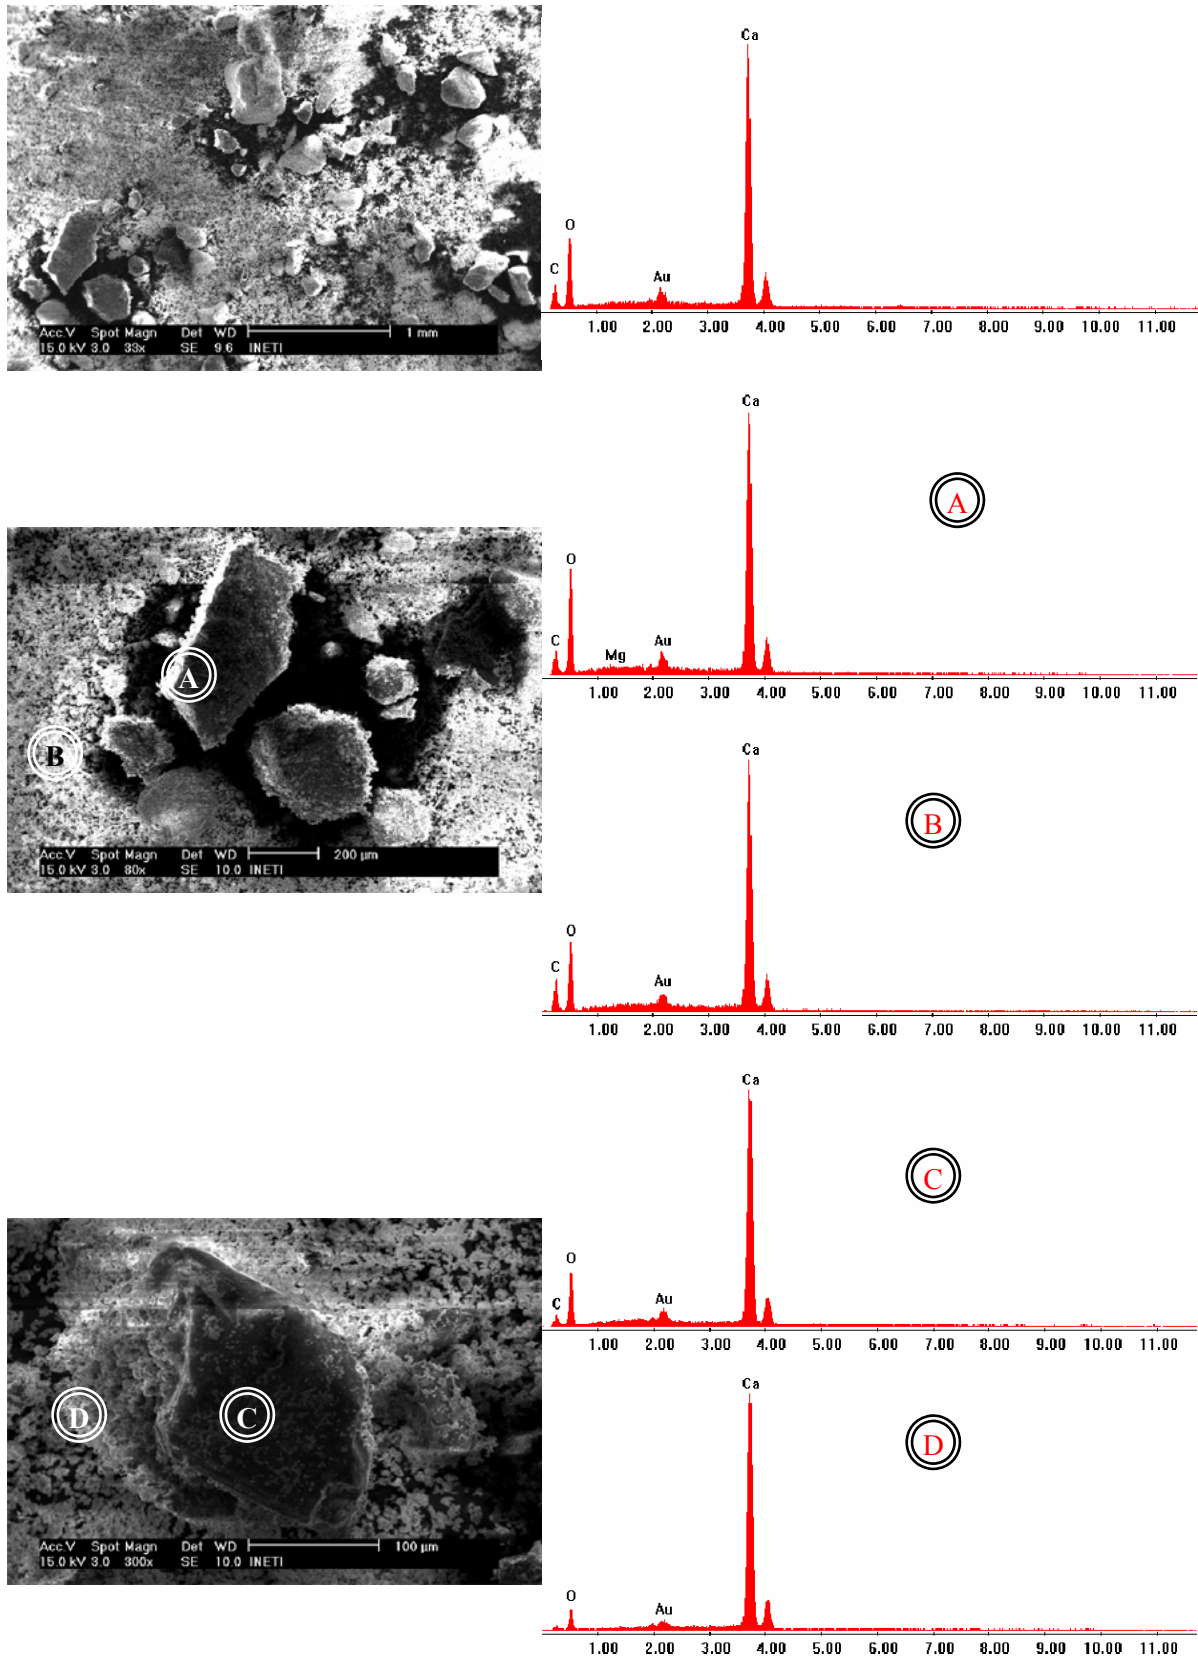 Ca
O
C
Au
1.00 2.00 3.00 4.00 5.00 6.00 7.00 8.00 9.00 10.00 11.00
Acc.V Spot Magn Det WD 1 mm
15.0 kV 3.0 33x SE 9.6 INETI
Ca
A
O
C
Mg
Au
1.00 2.00 3.00 4.00 5.00 6.00 7.00 8.00 9.00 10.00 11.00
A
B
Acc.V Spot Magn Det WD 200 µm
15.0 kV 3.0 80x SE 10.0 INETI
Ca
B
O
C
Au
1.00 2.00 3.00 4.00 5.00 6.00 7.00 8.00 9.00 10.00 11.00
Ca
C
O
C
Au
1.00 2.00 3.00 4.00 5.00 6.00 7.00 8.00 9.00 10.00 11.00
D
C
Acc.V Spot Magn Det WD 100 µm
15.0 kV 3.0 300x SE 10.0 INETI
Ca
D
O
Au
1.00 2.00 3.00 4.00 5.00 6.00 7.00 8.00 9.00 10.00 11.00